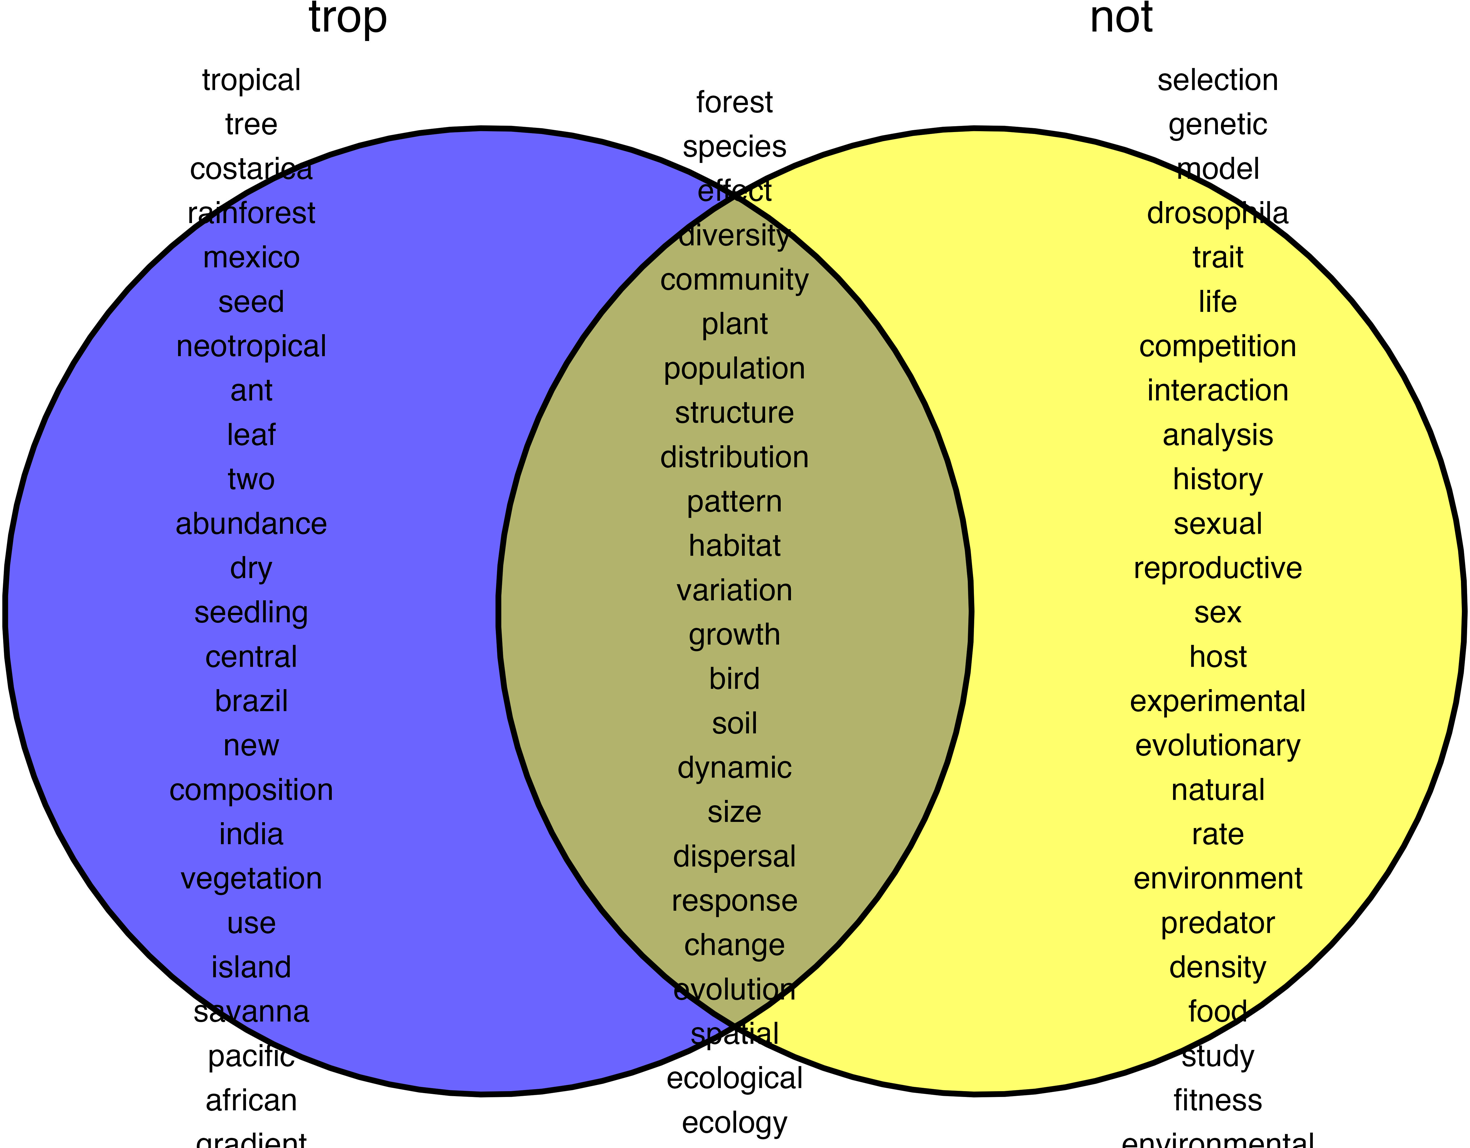 trop
not
tropical
tree
costarica
rainforest
mexico
seed
neotropical
ant
leaf
two
abundance
dry
seedling
central
brazil
new
composition
india
vegetation
use
island
savanna
pacific
african
gradient
forest
species
effect
diversity
community
plant
population
structure
distribution
pattern
habitat
variation
growth
bird
soil
dynamic
size
dispersal
response
change
evolution
spatial
ecological
ecology
selection
genetic
model
drosophila
trait
life
competition
interaction
analysis
history
sexual
reproductive
sex
host
experimental
evolutionary
natural
rate
environment
predator
density
food
study
fitness
environmental